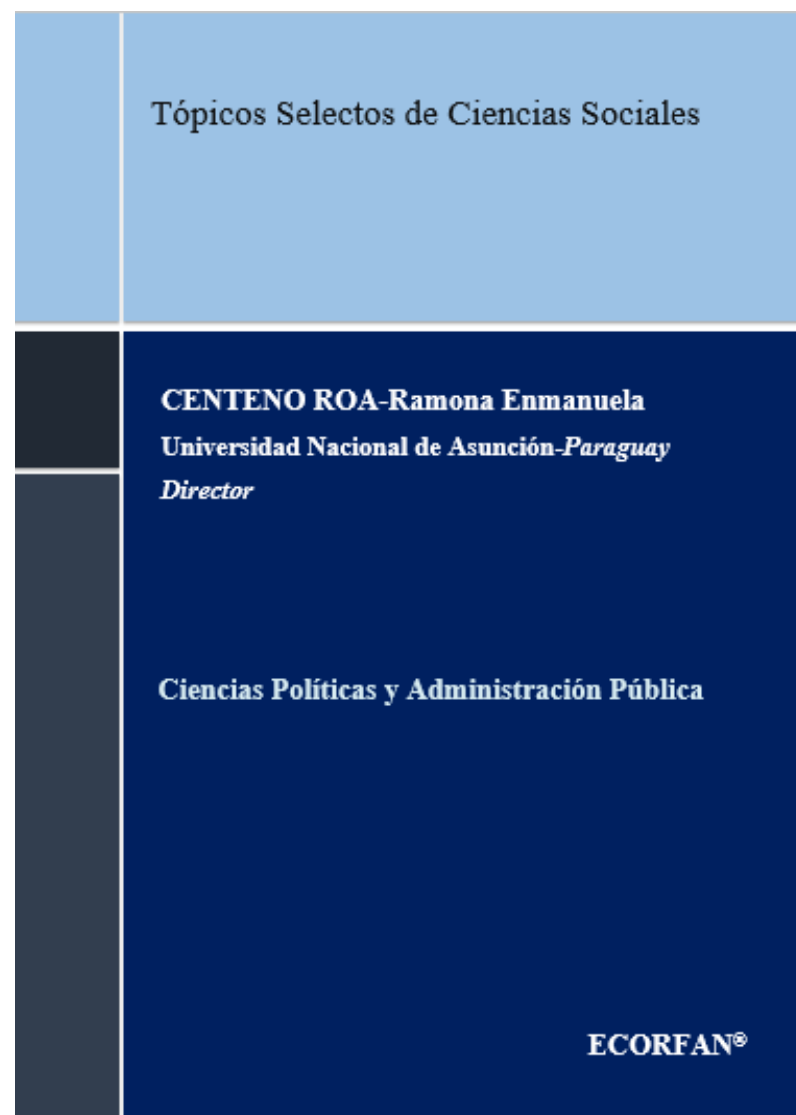 Tópicos Selectos de Ciencias Sociales
CENTENO ROA-Ramona Enmanuela
Universidad Nacional de Asunción-Paraguay
Director
Ciencias Políticas y Administración Pública
ECORFAN®